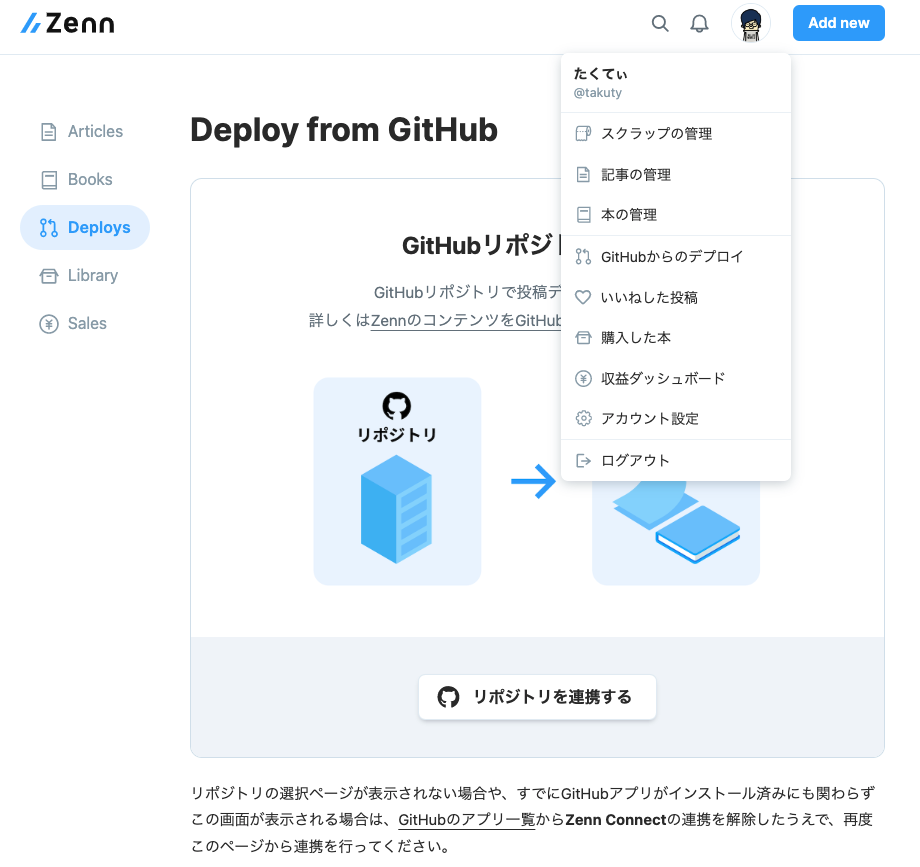 Zenn
Add new
たくてぃ
@takuty
スクラップの管理
記事の管理
本の管理
GitHubからのデプロイ
いいねした投稿
購入した本
収益ダッシュボード
アカウント設定
ログアウト
Articles
Books
Deploys
Library
Sales
Deploy from GitHub
GitHubリポジト
GitHubリポジトリで投稿デ
詳しくはZennのコンテンツをGitHub
リポジトリ
リポジトリを連携する
リポジトリの選択ページが表示されない場合や、すでにGitHubアプリがインストール済みにも関わらず
この画面が表示される場合は、GitHubのアプリ一覧からZenn Connectの連携を解除したうえで、再度
このページから連携を行ってください。